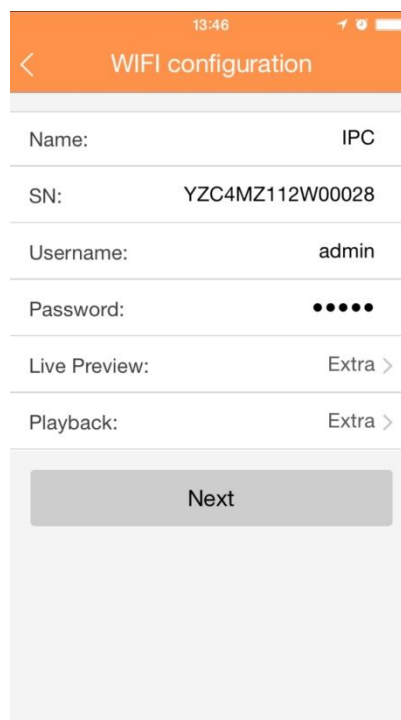 13:46
WIFI configuration
Name: IPC
SN: YZC4MZ112W00028
Username: admin
Password: ●●●●●
Live Preview: Extra >
Playback: Extra >
Next